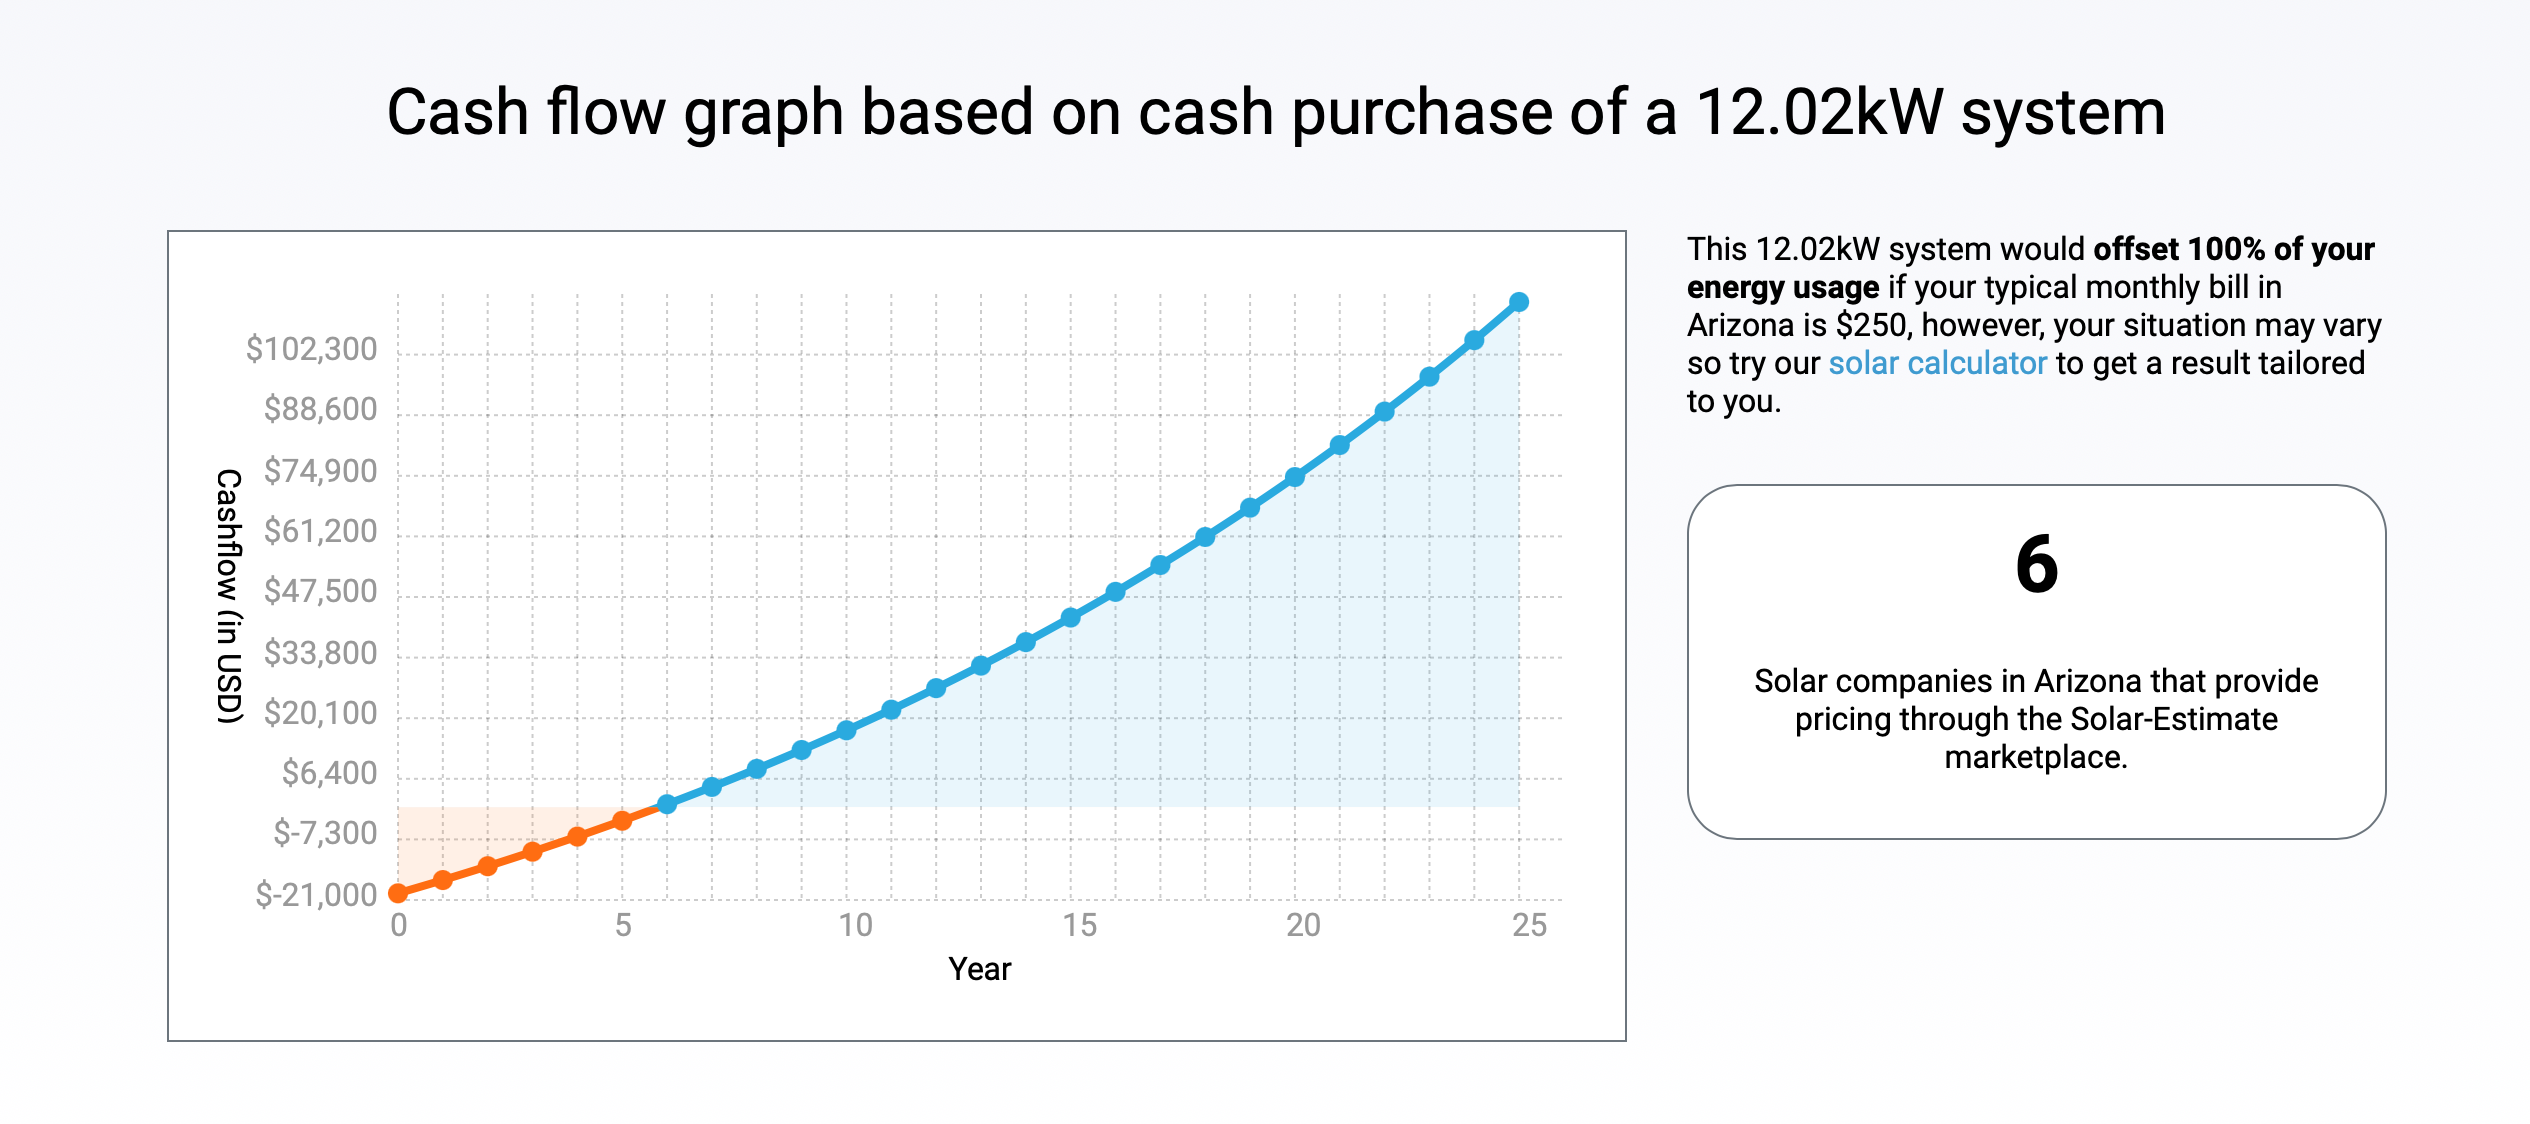 Cash flow graph based on cash purchase of a 12.02kW system
$102,300
$88,600
$74,900
$61,200
$47,500
$33,800
$20,100
$6,400
$-7,300
$-21,000
Cashflow (in USD)
0 5 10 15 20 25
Year
This 12.02kW system would offset 100% of your
energy usage if your typical monthly bill in
Arizona is $250, however, your situation may vary
so try our solar calculator to get a result tailored
to you.
6
Solar companies in Arizona that provide
pricing through the Solar-Estimate
marketplace.